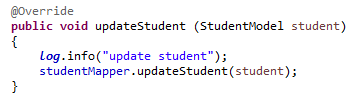 @Override
public void updateStudent (StudentModel student)
{
log.info("update student");
studentMapper.updateStudent(student);
}